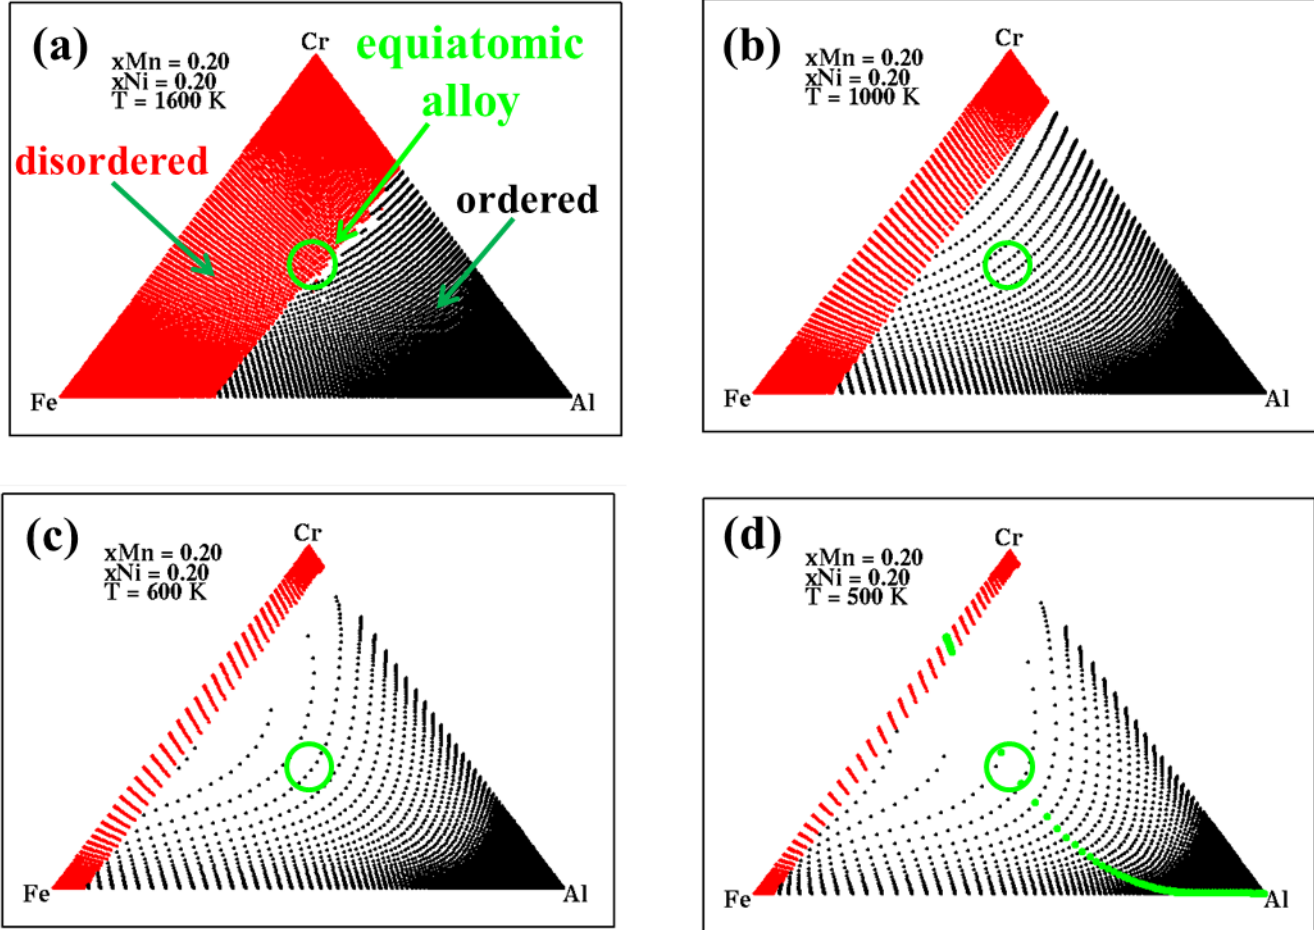 (a)
Cr
equiatomic
alloy
xMn = 0.20
xNi = 0.20
T = 1600 K
disordered
ordered
Fe
Al
(b)
Cr
xMn = 0.20
xNi = 0.20
T = 1000 K
Fe
Al
(c)
Cr
xMn = 0.20
xNi = 0.20
T = 600 K
Fe
Al
(d)
Cr
xMn = 0.20
xNi = 0.20
T = 500 K
Fe
Al